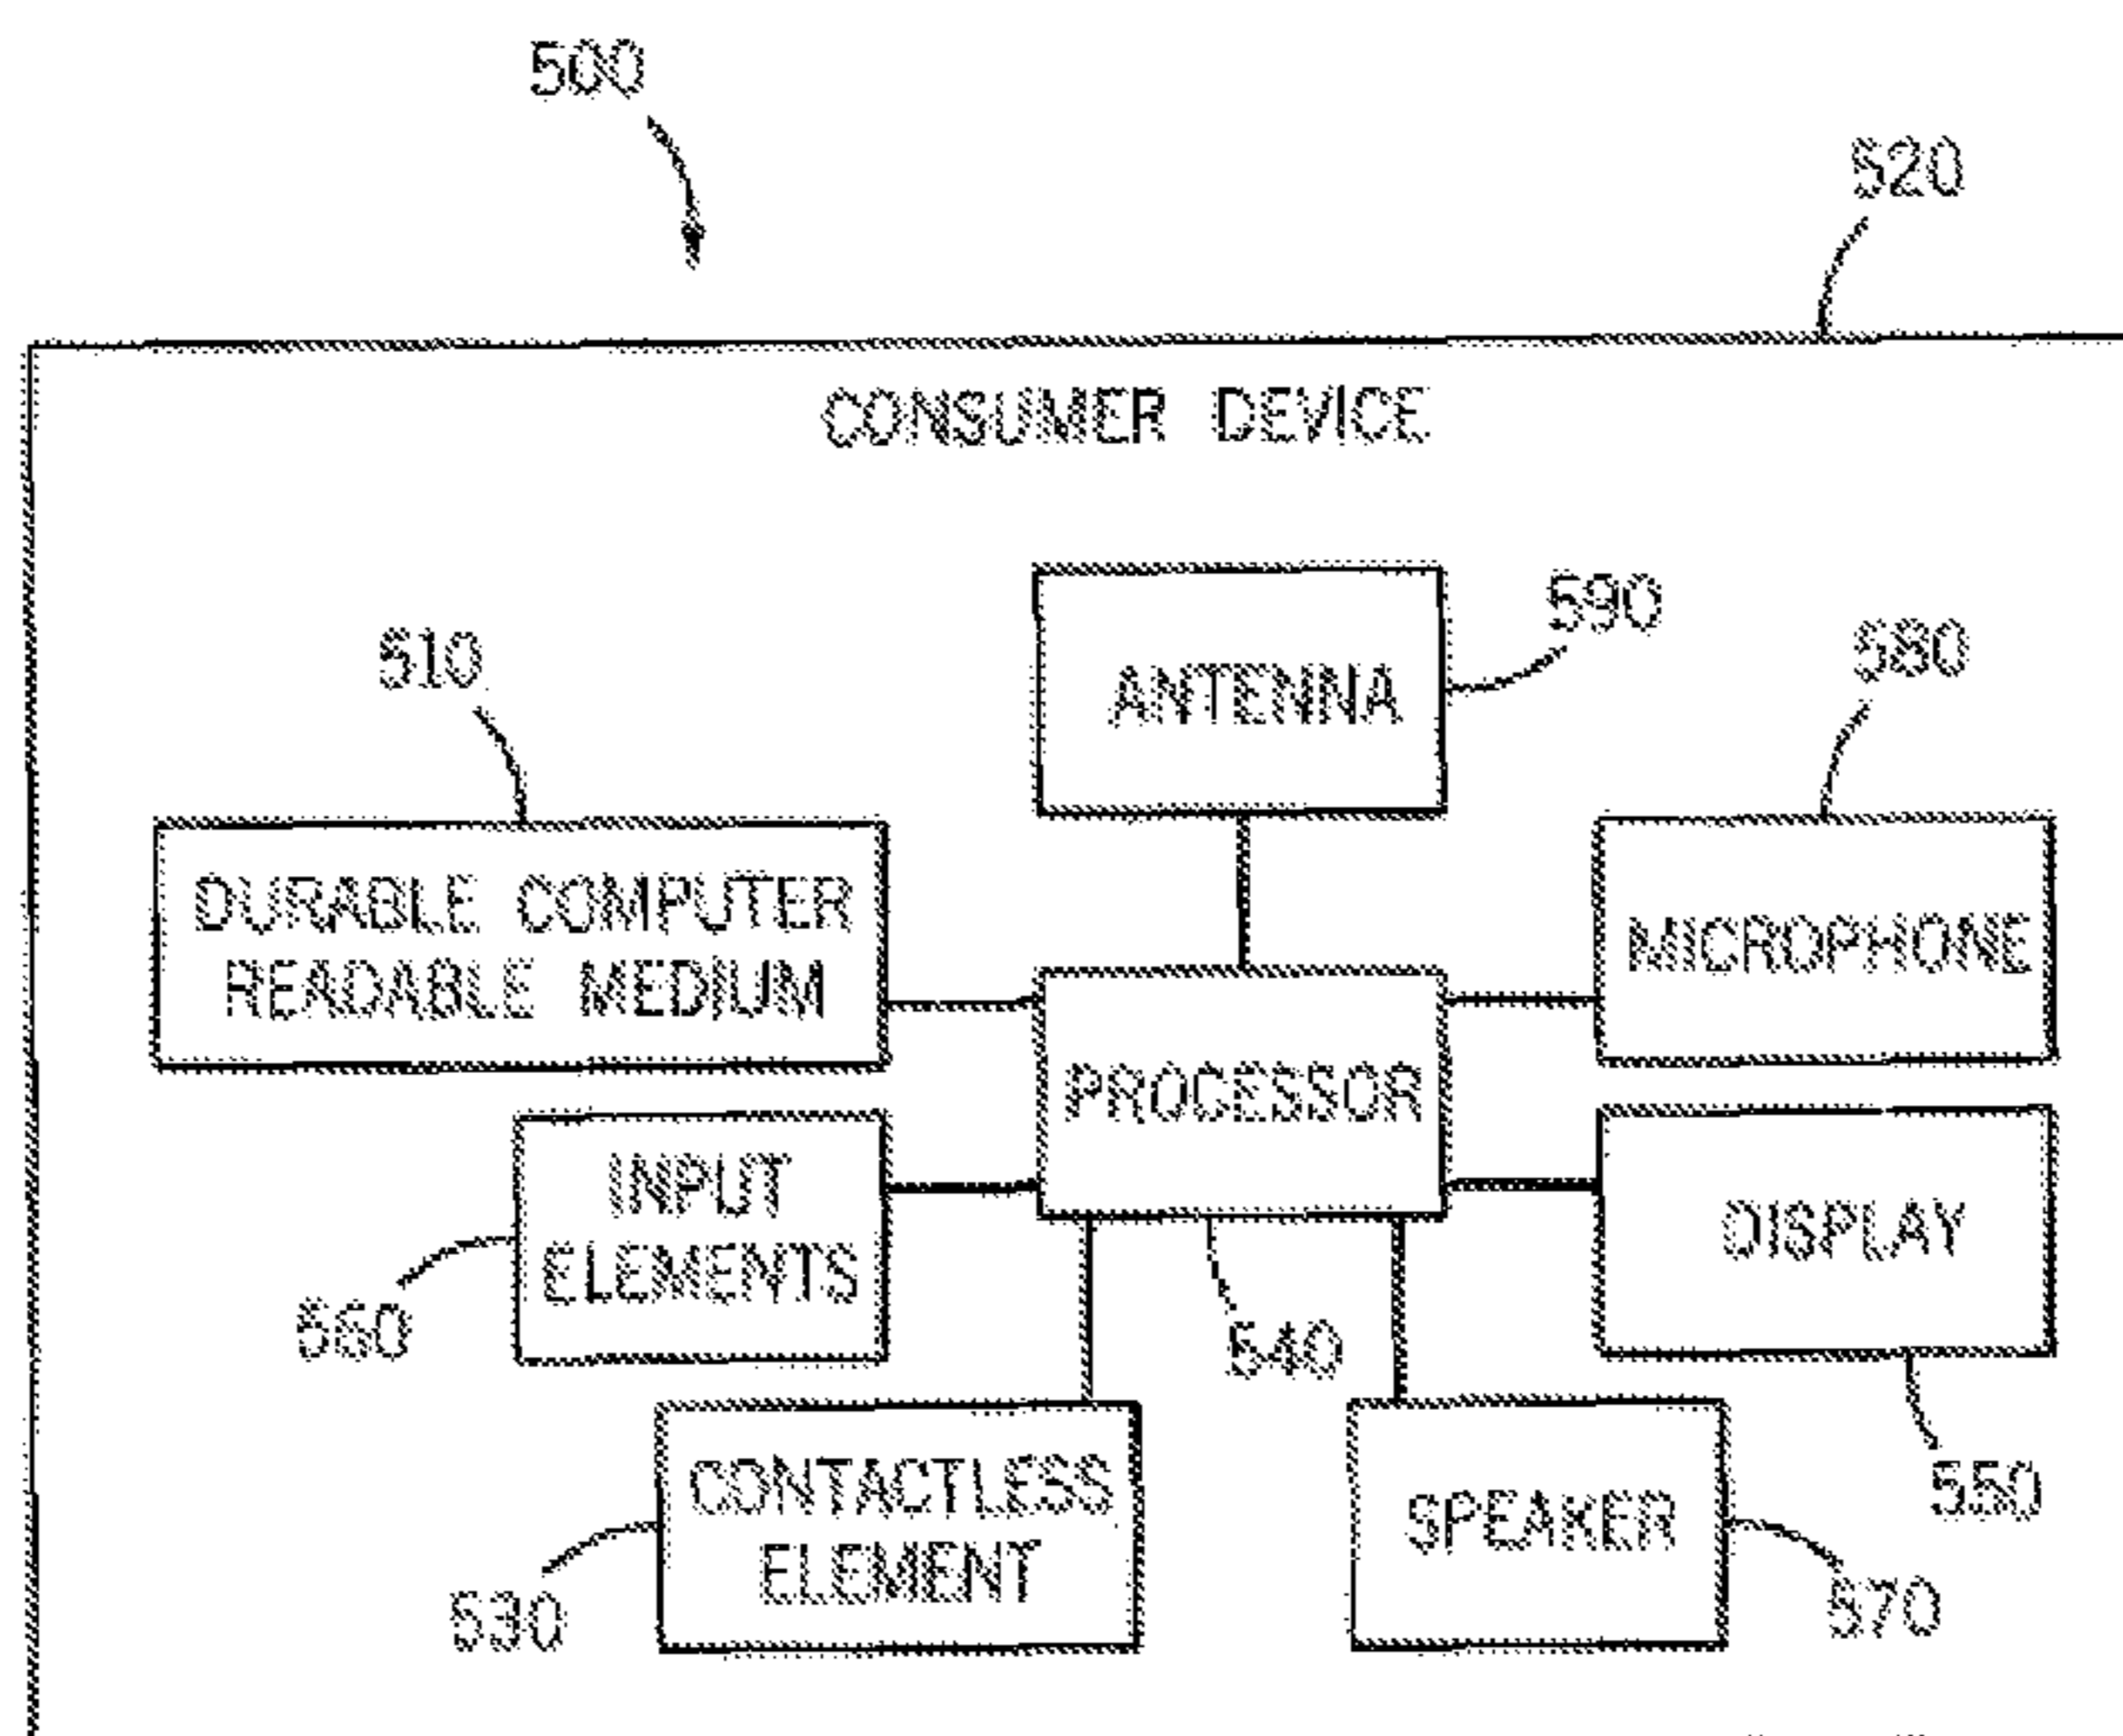 500
520
CONSUMER DEVICE
590
ANTENNA
510
580
DURABLE COMPUTER
READABLE MEDIUM
MICROPHONE
PROCESSOR
INPUT
ELEMENTS
DISPLAY
560
540
CONTACTLESS
ELEMENT
SPEAKER
550
530
570